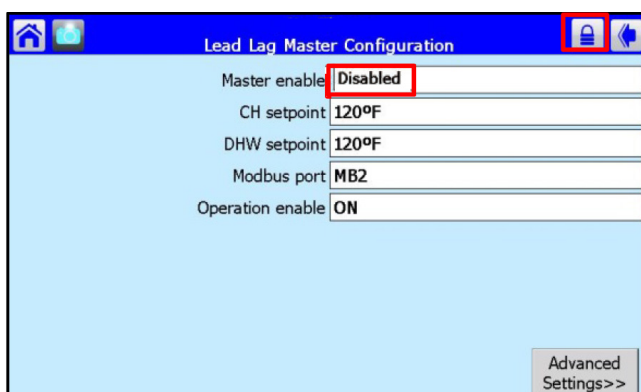 Lead Lag Master Configuration
Master enable Disabled
CH setpoint 120ºF
DHW setpoint 120ºF
Modbus port MB2
Operation enable ON
Advanced
Settings>>